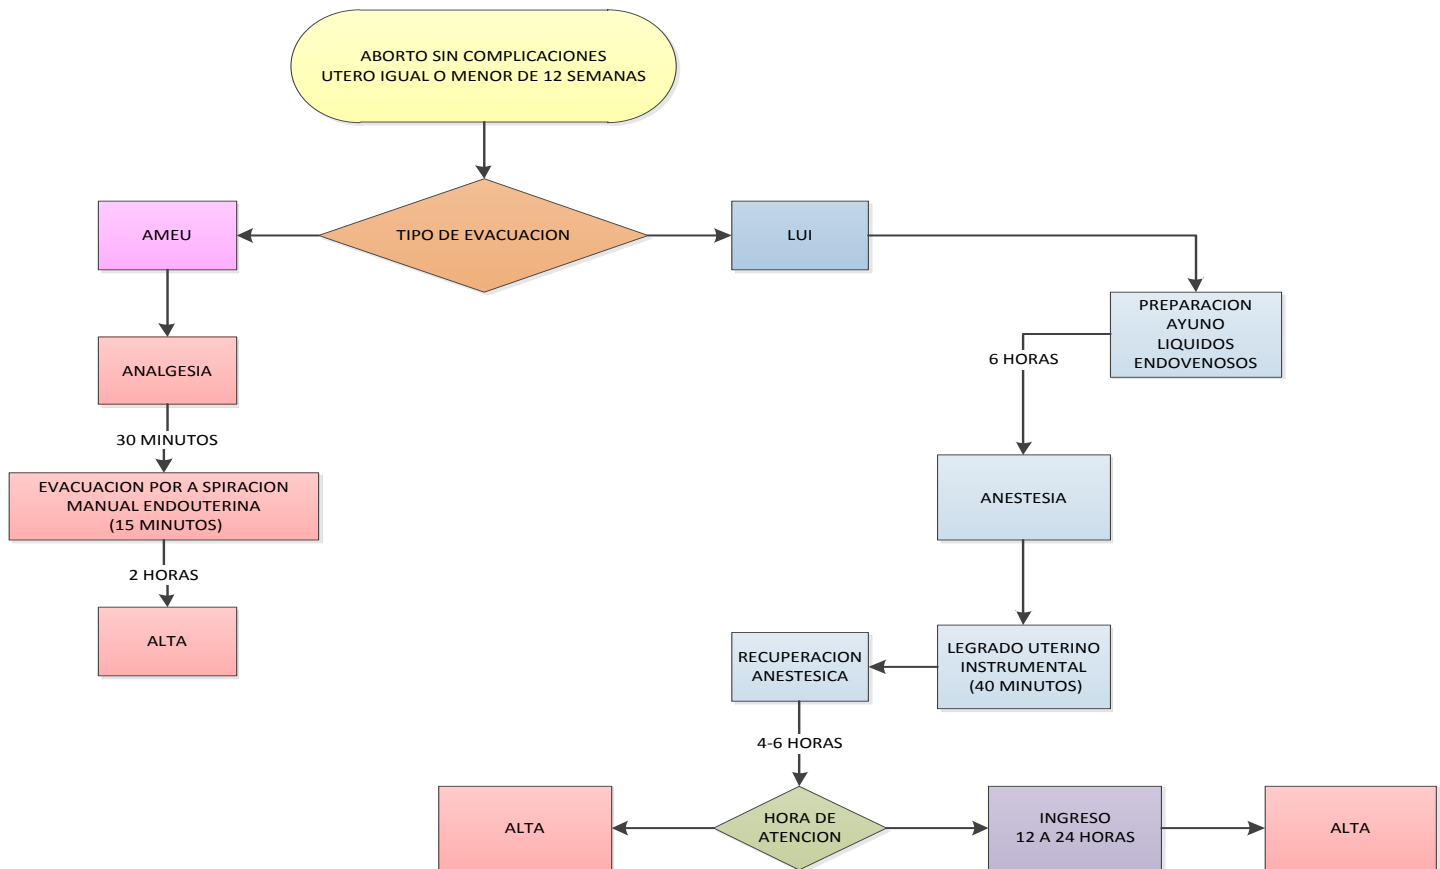 ABORTO SIN COMPLICACIONES
UTERO IGUAL O MENOR DE 12 SEMANAS
TIPO DE EVACUACION
AMEU
LUI
PREPARACION
AYUNO
LIQUIDOS
ENDOVENOSOS
6 HORAS
ANALGESIA
30 MINUTOS
EVACUACION POR A SPIRACION
MANUAL ENDOUTERINA
(15 MINUTOS)
2 HORAS
ALTA
ANESTESIA
LEGRADO UTERINO
INSTRUMENTAL
(40 MINUTOS)
RECUPERACION
ANESTESICA
4-6 HORAS
HORA DE
ATENCION
ALTA
INGRESO
12 A 24 HORAS
ALTA